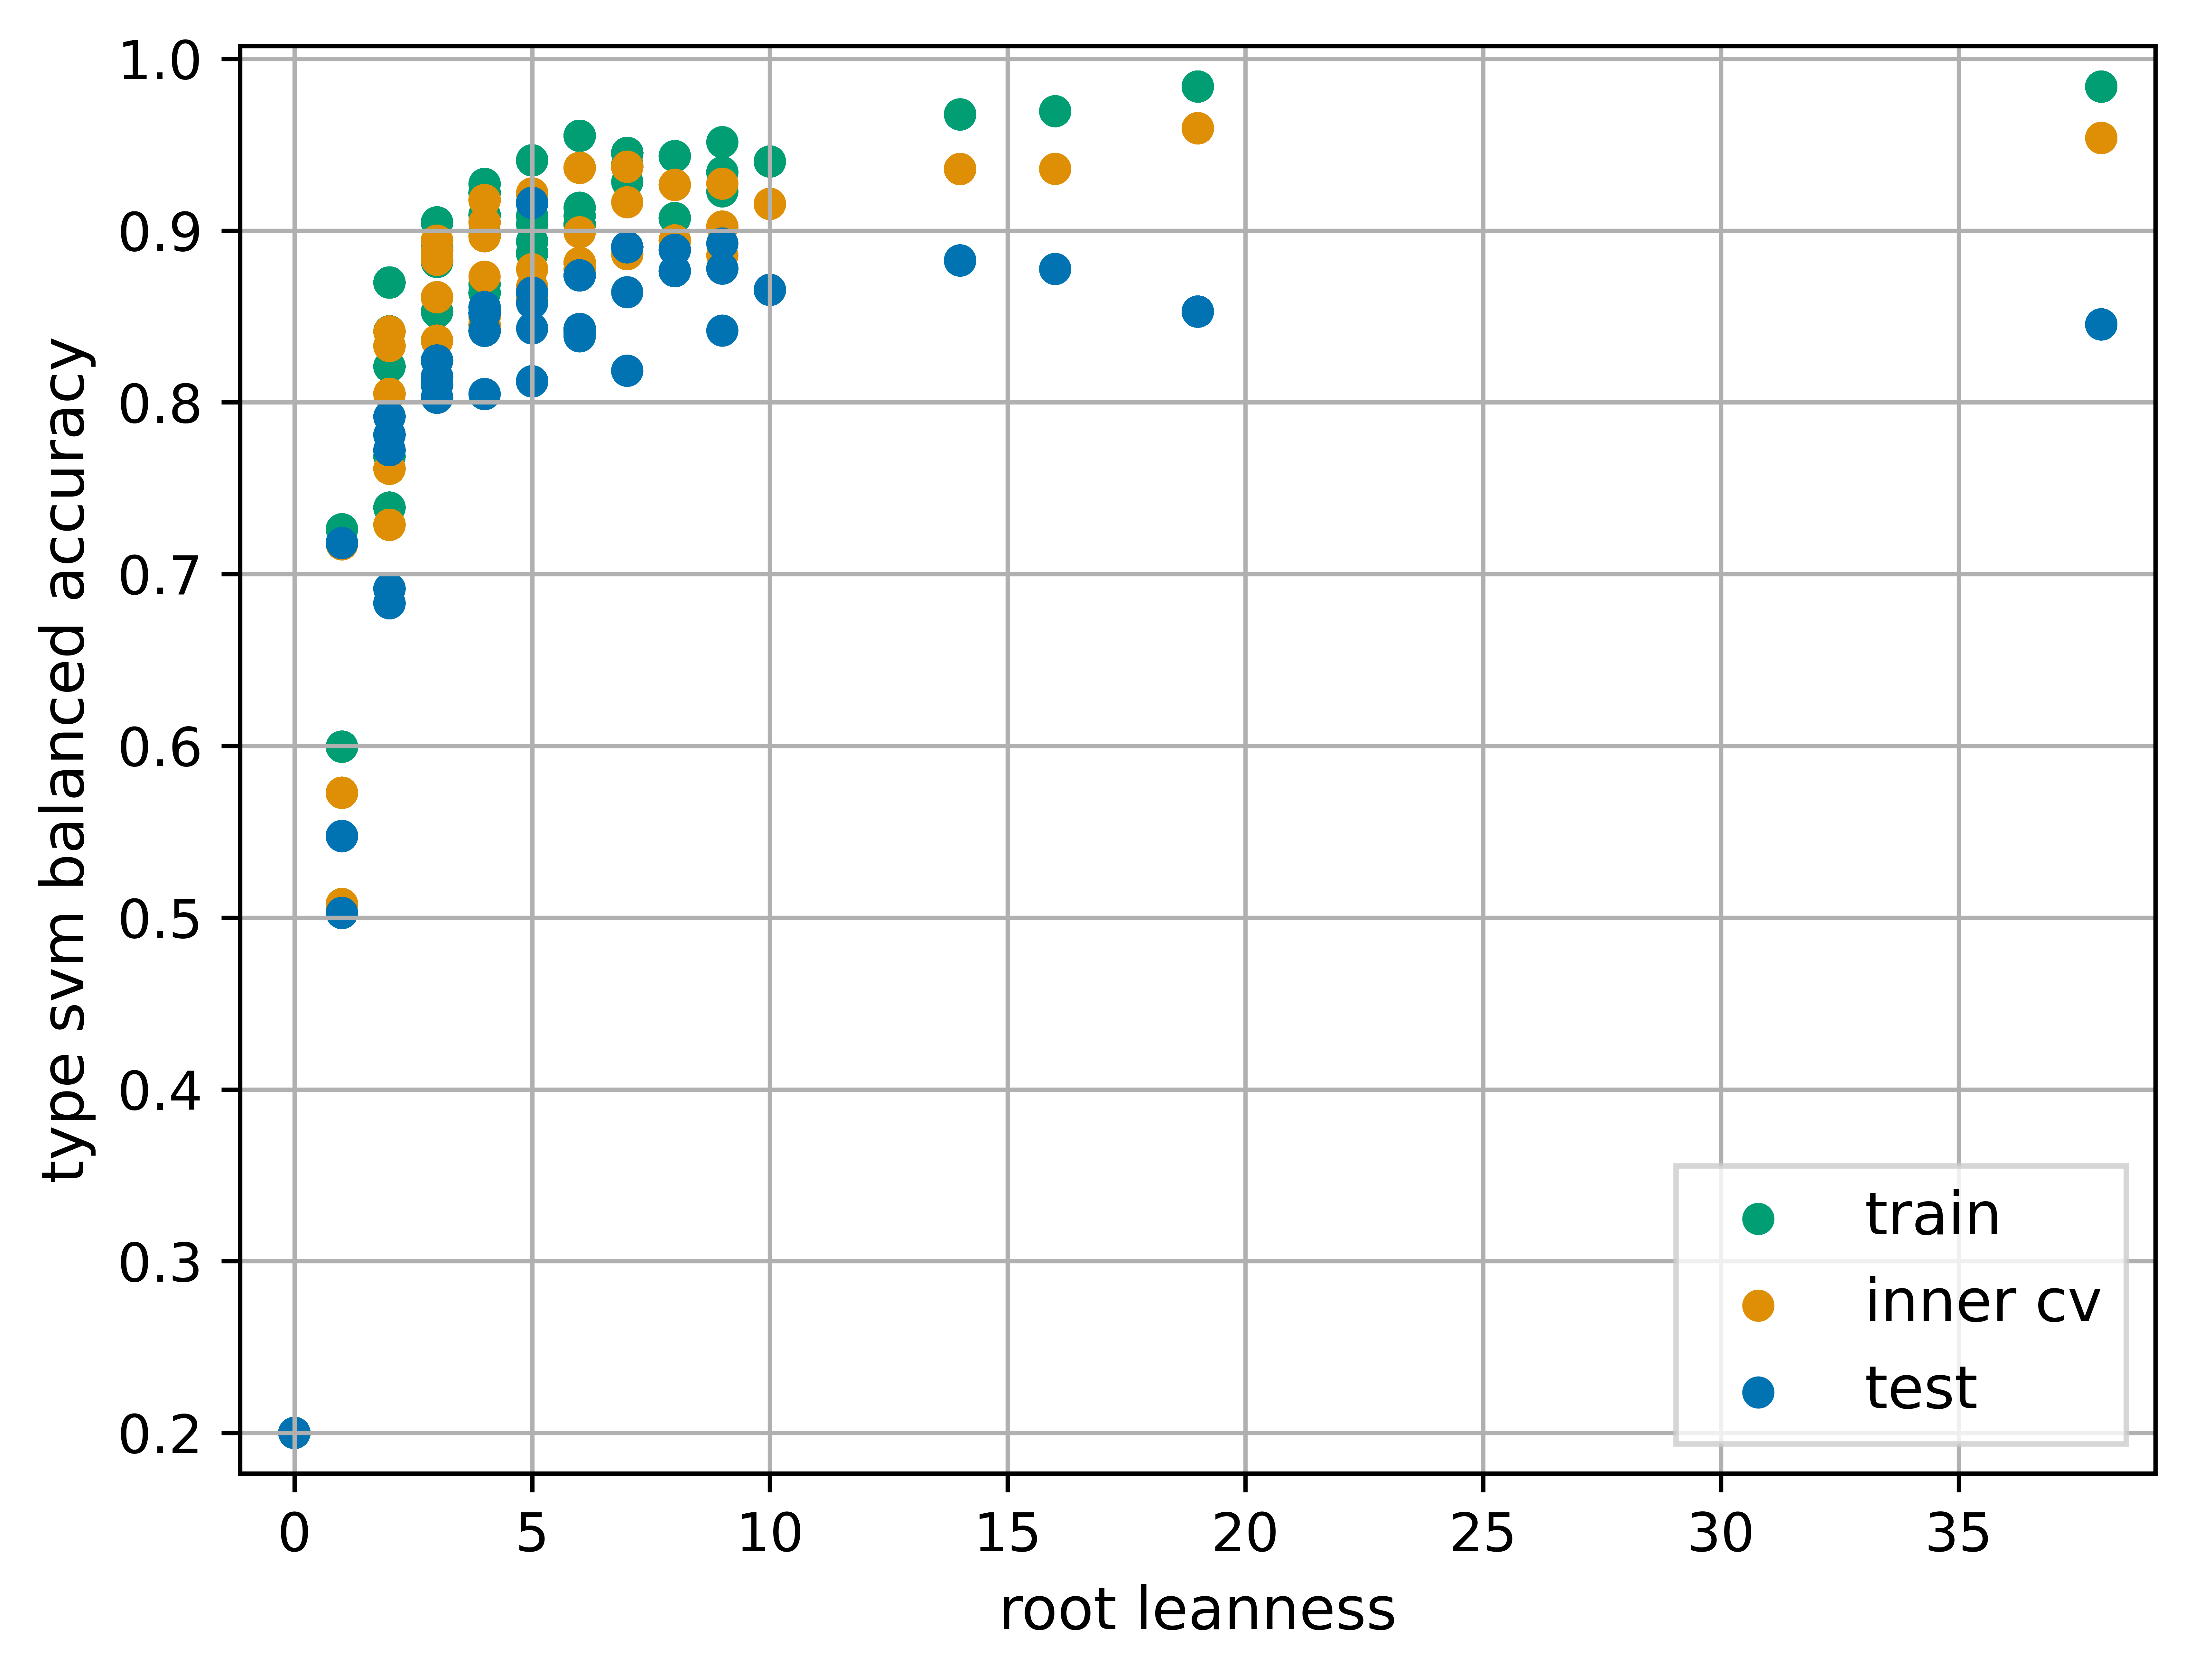 type svm balanced accuracy
1.0
0.9
0.8
0.7
0.6
0.5
0.4
0.3
0.2
train
inner cv
test
0 5 10 15 20 25 30 35
root leanness